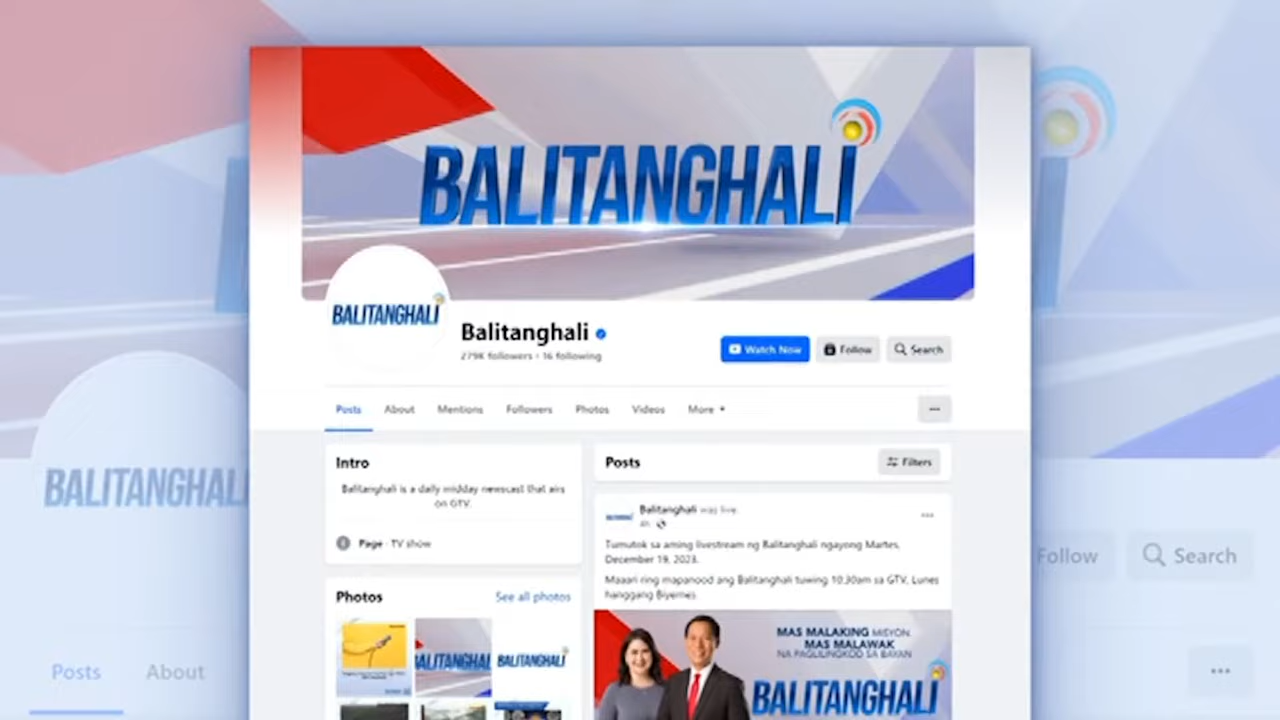 BALITANGHALI
BALITANGHALI
Balitanghali
279K followers • 16 following
Watch Now
Follow
Search
Posts
About
Mentions
Followers
Photos
Videos
More
Intro
Balitanghali is a daily midday newscast that airs
on GTV.
Page · TV show
Photos
See all photos
BALITANGHALI
BALITANGHALI
Posts
Filters
Balitanghali was live.
4h
Tumutok sa aming livestream ng Balitanghali ngayong Martes,
December 19, 2023.
Maaari ring mapanood ang Balitanghali tuwing 10:30am sa GTV, Lunes
hanggang Biyernes.
MAS MALAKING MISYON
MAS MALAWAK
NA PAGLILINGKOD SA BAYAN
BALITANGHALI
BALITANGHALI
Posts
About
Follow
Search